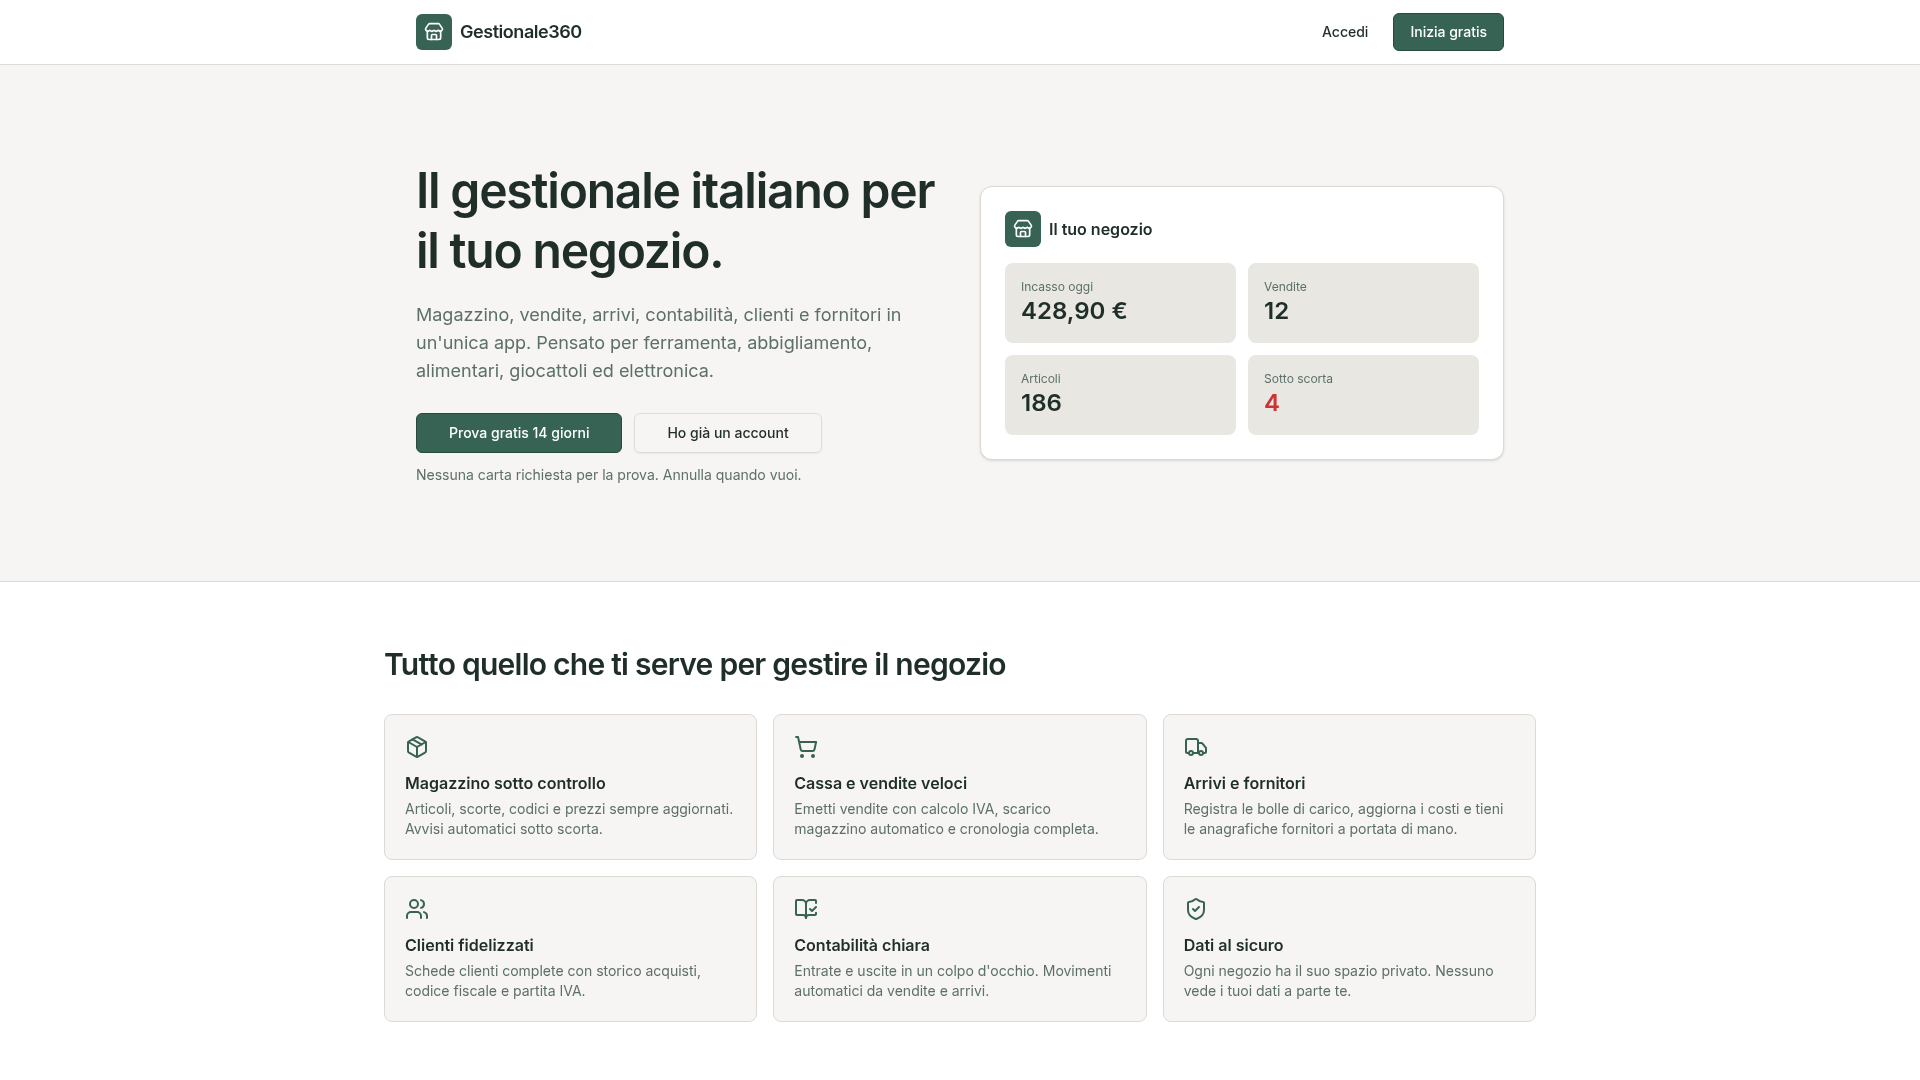 Gestionale360
Accedi
Inizia gratis
Il gestionale italiano per
il tuo negozio.
Magazzino, vendite, arrivi, contabilità, clienti e fornitori in
un'unica app. Pensato per ferramenta, abbigliamento,
alimentari, giocattoli ed elettronica.
Prova gratis 14 giorni
Ho già un account
Nessuna carta richiesta per la prova. Annulla quando vuoi.
Il tuo negozio
Incasso oggi
428,90 €
Vendite
12
Articoli
186
Sotto scorta
4
Tutto quello che ti serve per gestire il negozio
Magazzino sotto controllo
Articoli, scorte, codici e prezzi sempre aggiornati.
Avvisi automatici sotto scorta.
Cassa e vendite veloci
Emetti vendite con calcolo IVA, scarico
magazzino automatico e cronologia completa.
Arrivi e fornitori
Registra le bolle di carico, aggiorna i costi e tieni
le anagrafiche fornitori a portata di mano.
Clienti fidelizzati
Schede clienti complete con storico acquisti,
codice fiscale e partita IVA.
Contabilità chiara
Entrate e uscite in un colpo d'occhio. Movimenti
automatici da vendite e arrivi.
Dati al sicuro
Ogni negozio ha il suo spazio privato. Nessuno
vede i tuoi dati a parte te.